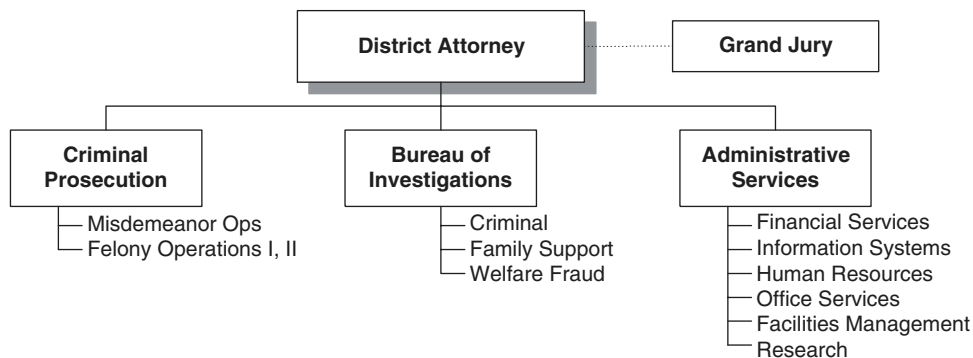 District Attorney
Grand Jury
Criminal
Prosecution
Misdemeanor Ops
Felony Operations I, II
Bureau of
Investigations
Criminal
Family Support
Welfare Fraud
Administrative
Services
Financial Services
Information Systems
Human Resources
Office Services
Facilities Management
Research